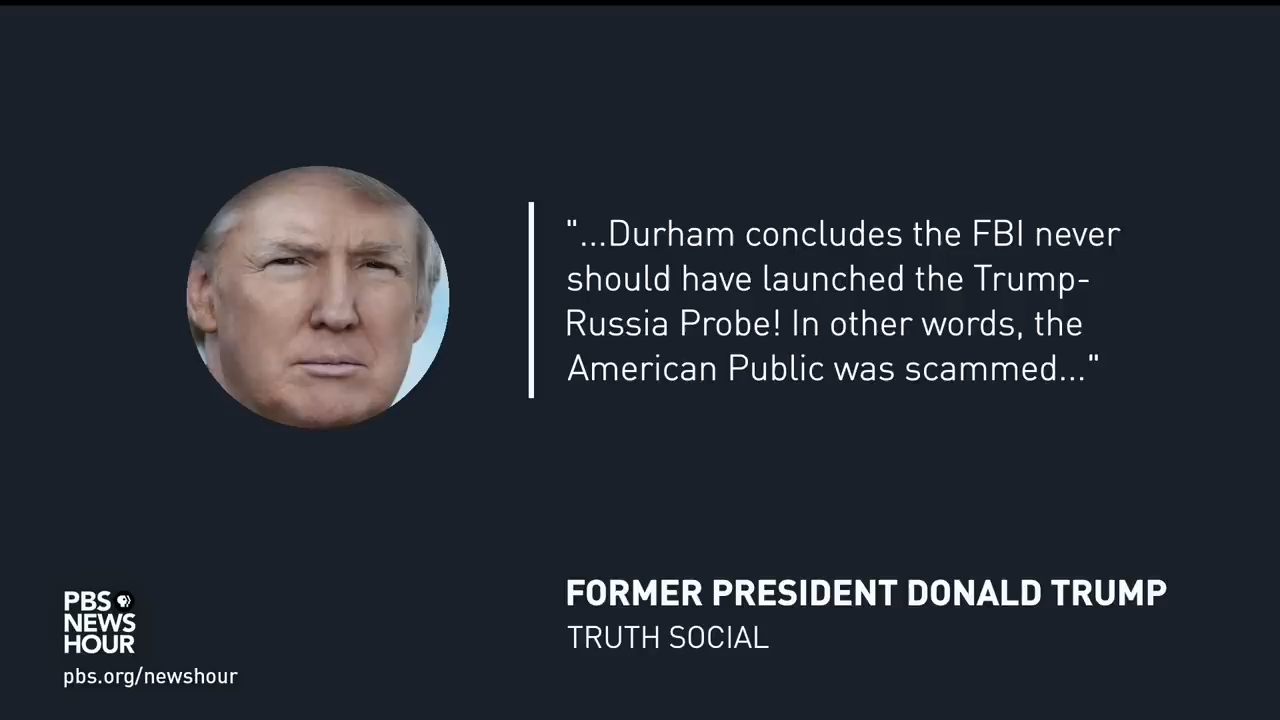 "...Durham concludes the FBI never
should have launched the Trump-
Russia Probe! In other words, the
American Public was scammed..."
FORMER PRESIDENT DONALD TRUMP
TRUTH SOCIAL
PBS
NEWS
HOUR
pbs.org/newshour